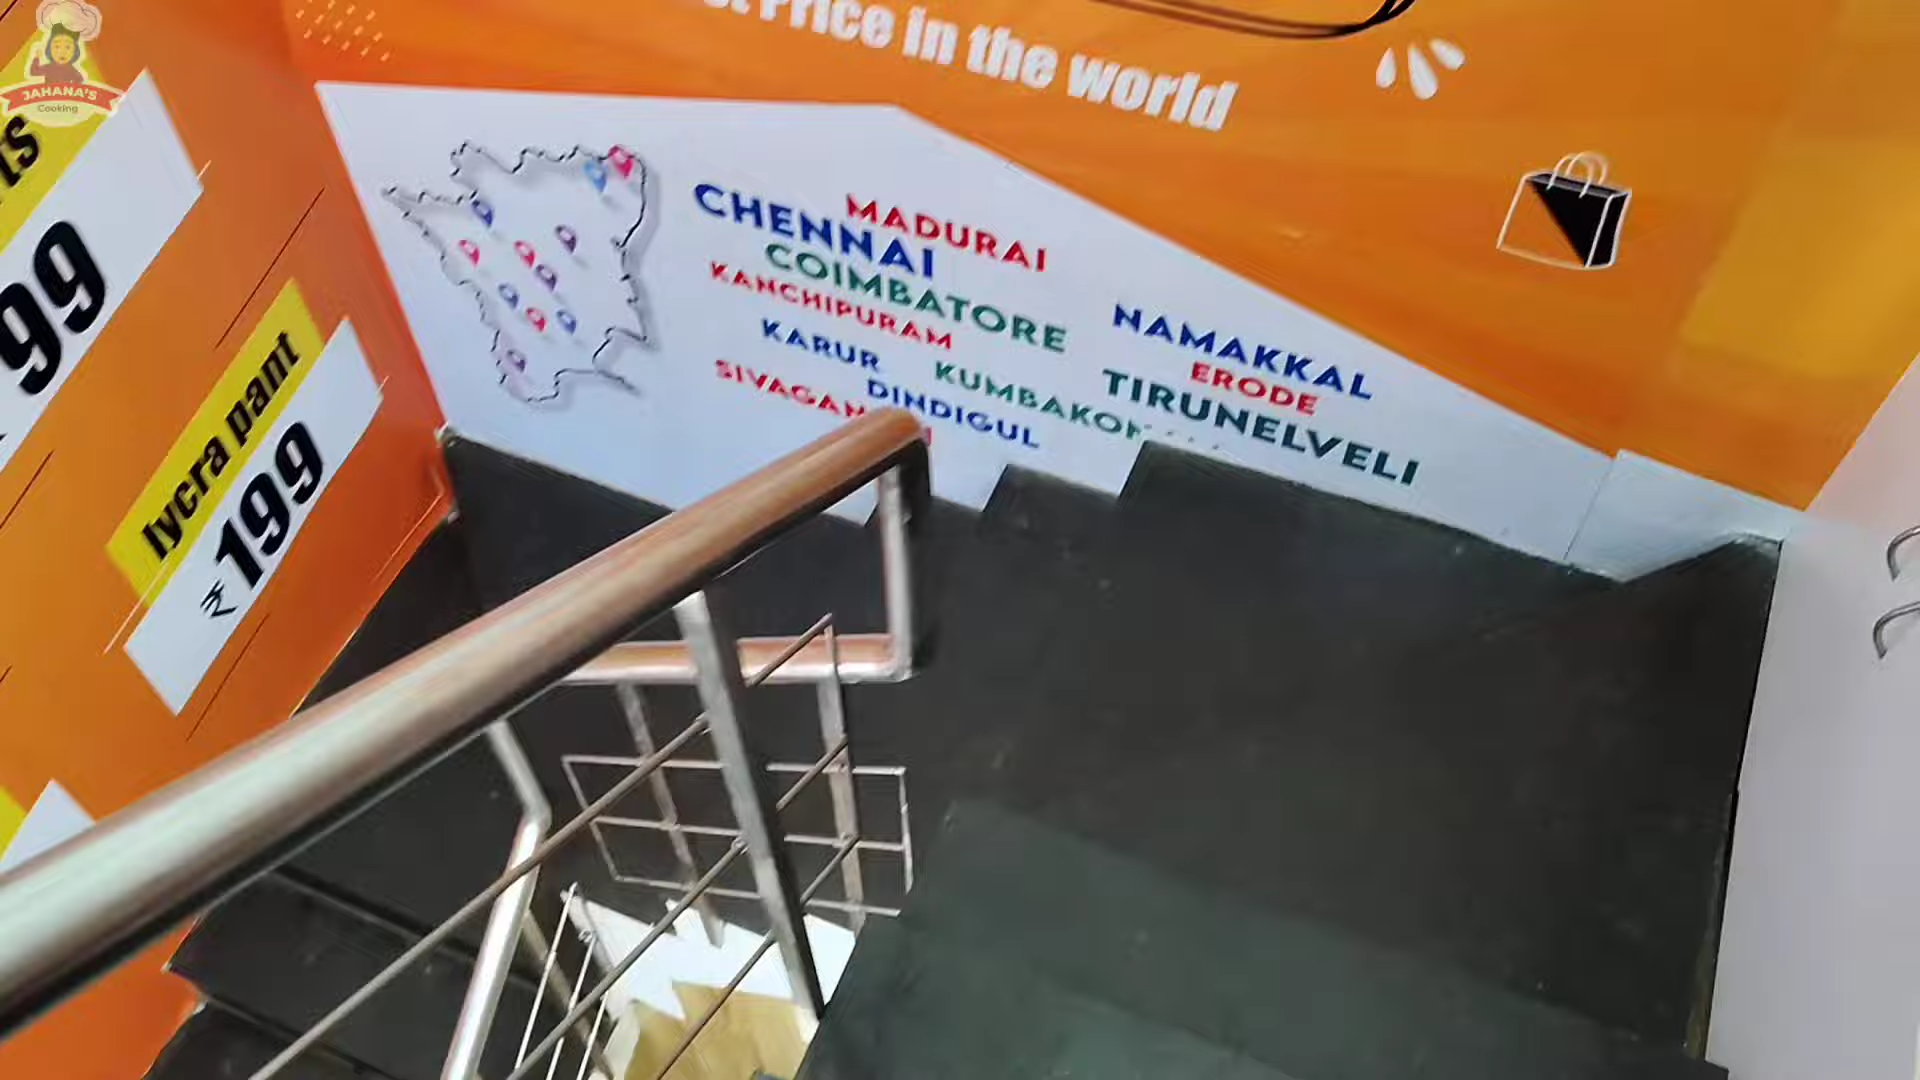 JAHANA'S
Cooking
Price in the world
99
lycra pant
₹199
MADURAI
CHENNAI
COIMBATORE
KANCHIPURAM
KARUR
KUMBAKON
DINDIGUL
NAMAKKAL
ERODE
TIRUNELVELI